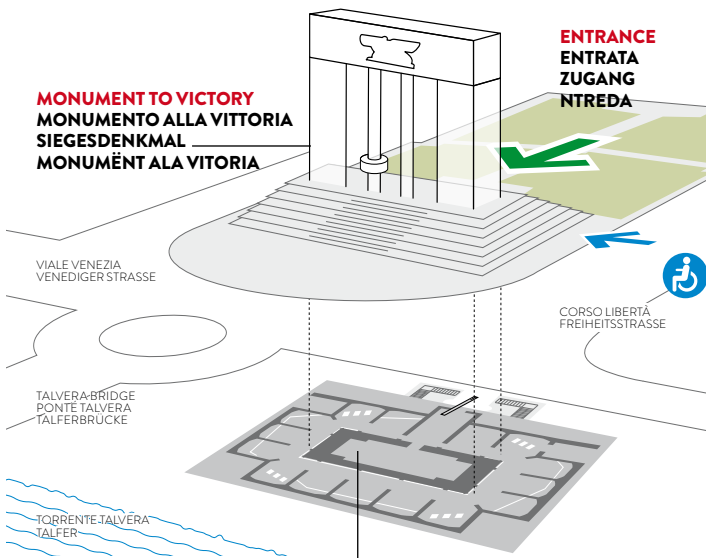 MONUMENT TO VICTORY
MONUMENTO ALLA VITTORIA
SIEGESDENKMAL
MONUMËNT ALA VITORIA
ENTRANCE
ENTRATA
ZUGANG
NTREDA
VIALE VENEZIA
VENEDIGER STRASSE
CORSO LIBERTÀ
FREIHEITSSTRASSE
TALVERA BRIDGE
PONTE TALVERA
TALFERBRÜCKE
TORRENTE TALVERA
TALFER